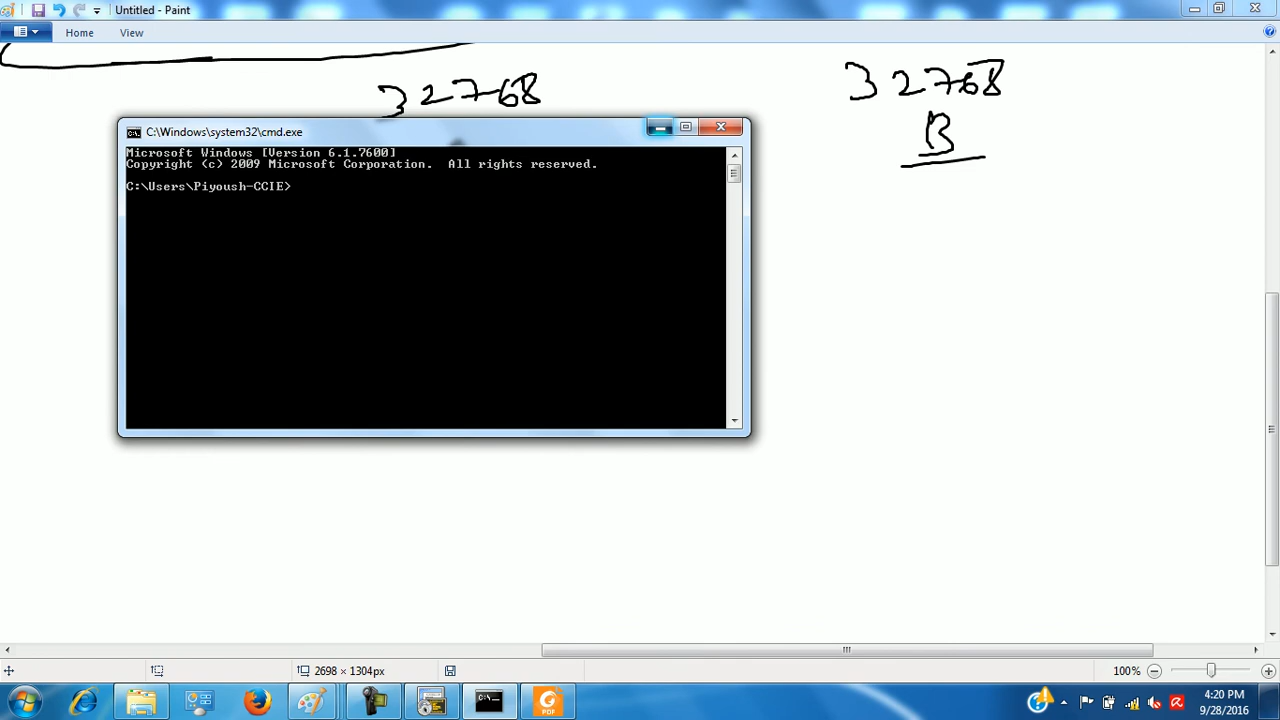 Untitled - Paint
Home View
32768
32768
B
C:\Windows\system32\cmd.exe
Microsoft Windows [Version 6.1.7600]
Copyright (c) 2009 Microsoft Corporation. All rights reserved.
C:\Users\Piyoush-CCIE>
2698 × 1304px
100%
PDF
4:20 PM
9/28/2016